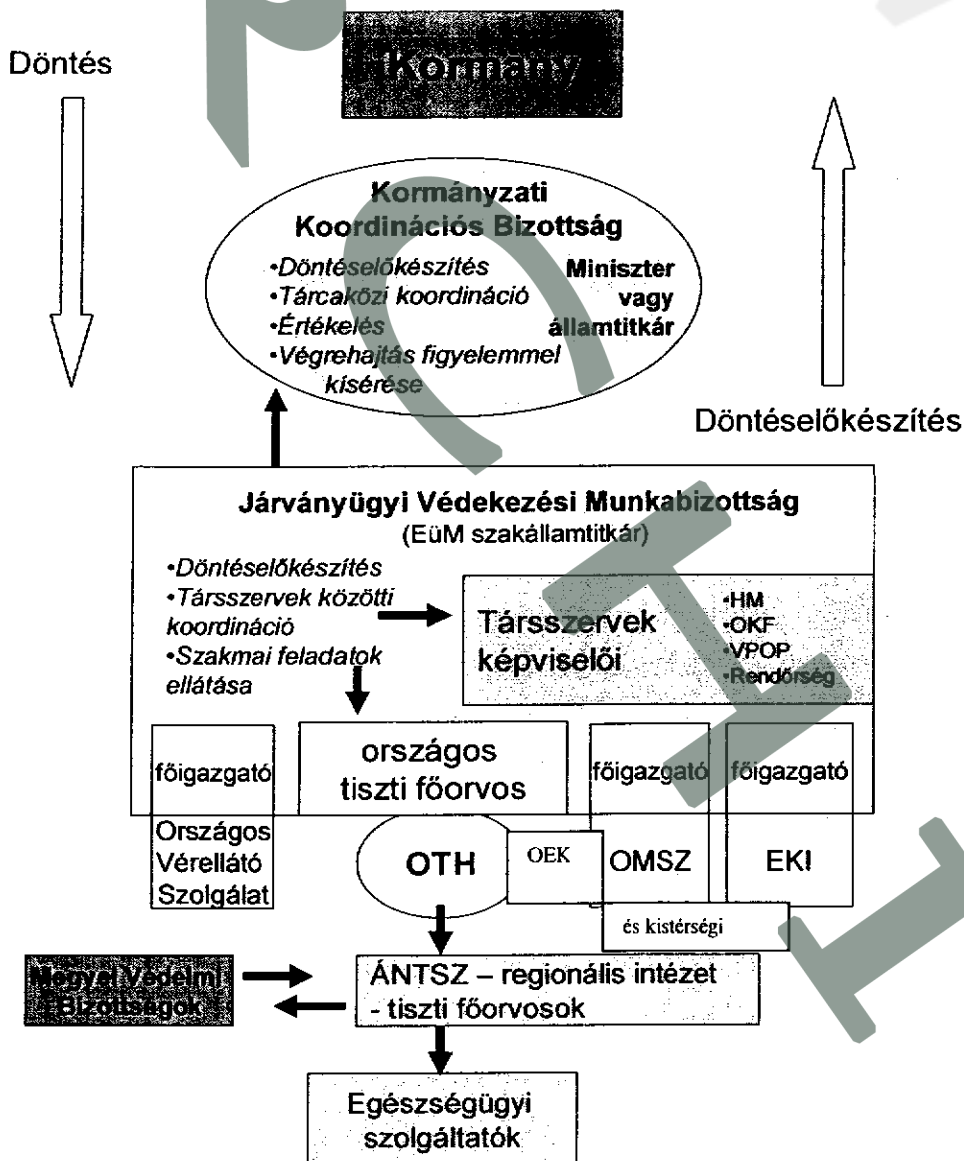 Döntés
Kormány
Kormányzati
Koordinációs Bizottság
•Döntéselőkészítés
•Tárcaközi koordináció
•Értékelés
•Végrehajtás figyelemmel
kísérése
Miniszter
vagy
államtitkár
Döntéselőkészítés
Járványügyi Védekezési Munkabizottság
(EüM szakállamtitkár)
•Döntéselőkészítés
•Társszervek közötti
koordináció
•Szakmai feladatok
ellátása
Társszervek
képviselői
•HM
•OKF
•VPOP
•Rendőrség
főigazgató
országos
tiszti főorvos
főigazgató
főigazgató
Országos
Vérellátó
Szolgálat
OTH
OEK
OMSZ
EKI
és kistérségi
Megyei Védelmi
Bizottságok
ÁNTSZ – regionális intézet
- tiszti főorvosok
Egészségügyi
szolgáltatók